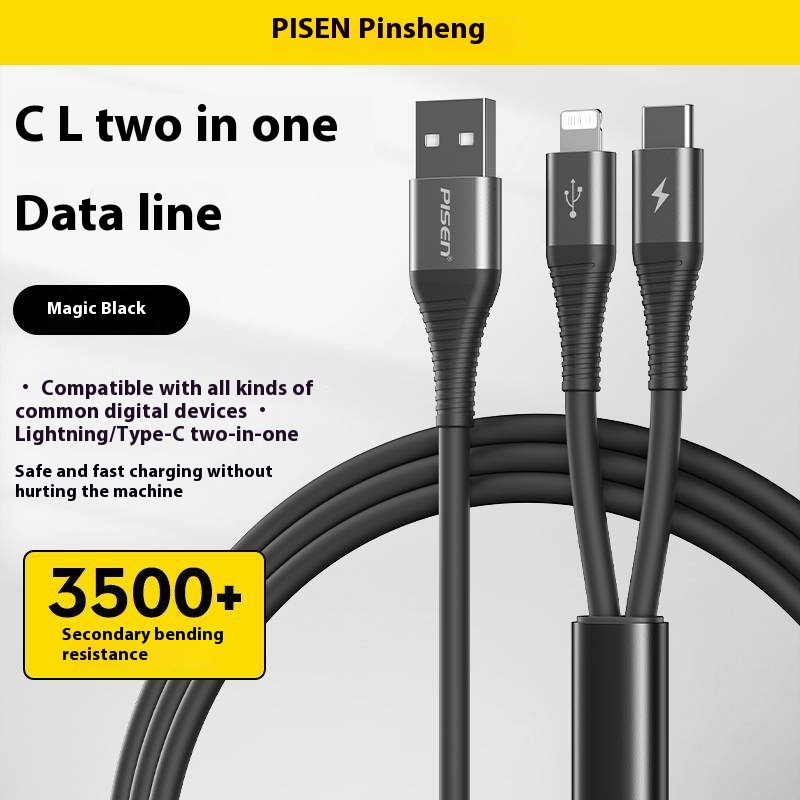 PISEN Pinsheng
C L two in one
Data line
Magic Black
• Compatible with all kinds of
common digital devices •
Lightning/Type-C two-in-one
Safe and fast charging without
hurting the machine
3500+
Secondary bending
resistance
PISEN®